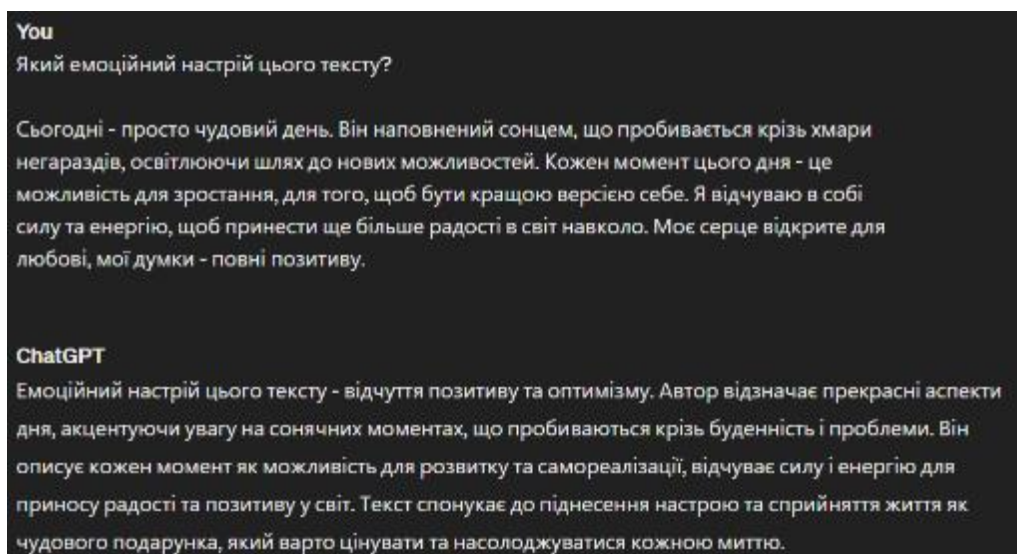 You
Який емоційний настрій цього тексту?
Сьогодні - просто чудовий день. Він наповнений сонцем, що пробивається крізь хмари
негараздів, освітлюючи шлях до нових можливостей. Кожен момент цього дня - це
можливість для зростання, для того, щоб бути кращою версією себе. Я відчуваю в собі
силу та енергію, щоб принести ще більше радості в світ навколо. Моє серце відкрите для
любові, мої думки - повні позитиву.
ChatGPT
Емоційний настрій цього тексту - відчуття позитиву та оптимізму. Автор відзначає прекрасні аспекти
дня, акцентуючи увагу на сонячних моментах, що пробиваються крізь буденність і проблеми. Він
описує кожен момент як можливість для розвитку та самореалізації, відчуває силу і енергію для
приносу радості та позитиву у світ. Текст спонукає до піднесення настрою та сприйняття життя як
чудового подарунка, який варто цінувати та насолоджуватися кожною миттю.